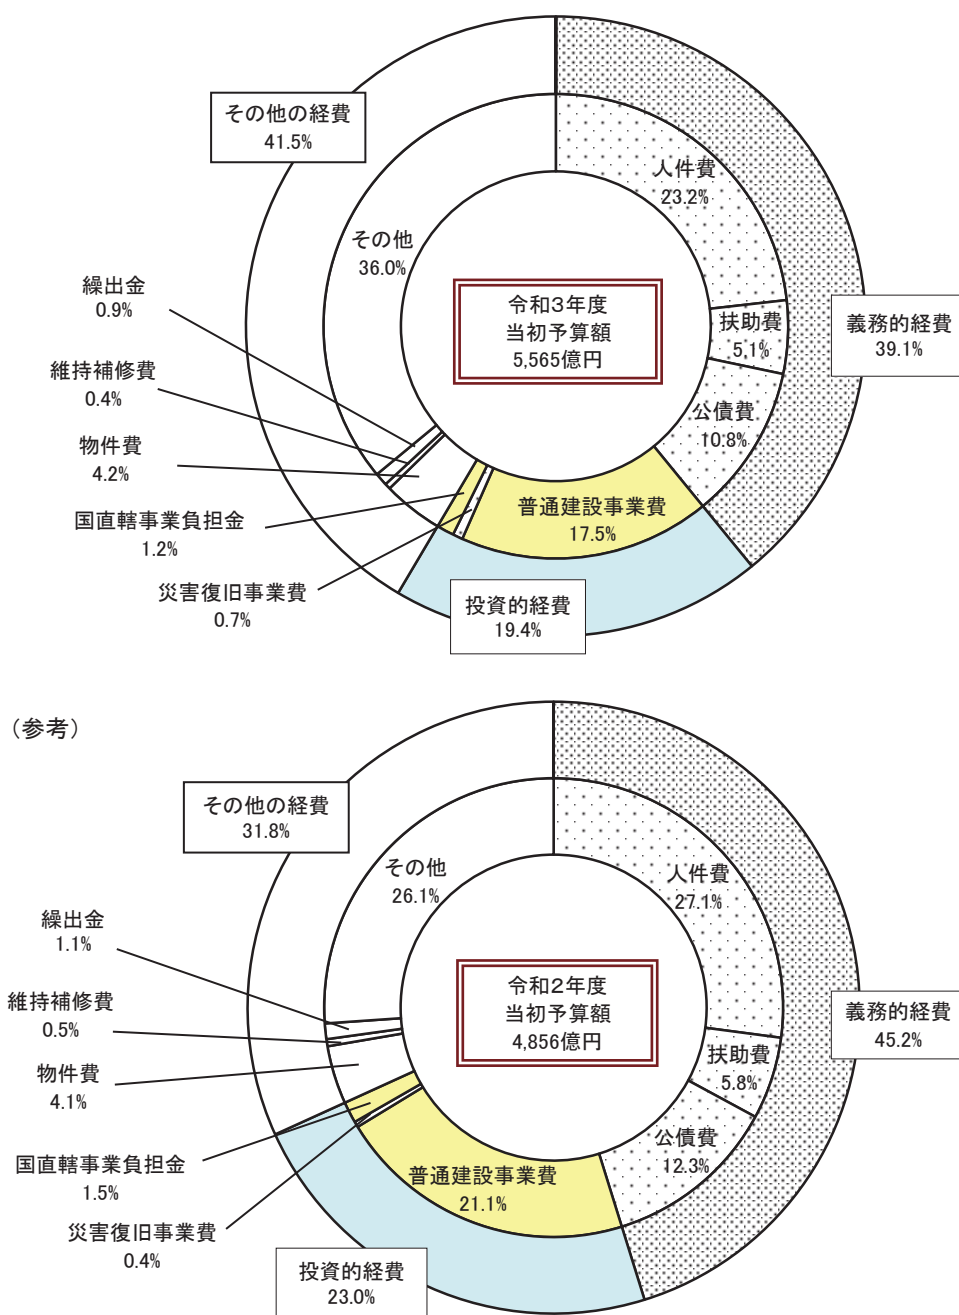 その他の経費
41.5%
人件費
23.2%
その他
36.0%
繰出金
0.9%
令和3年度
当初予算額
5,565億円
扶助費
5.1%
義務的経費
39.1%
維持補修費
0.4%
公債費
10.8%
物件費
4.2%
国直轄事業負担金
1.2%
普通建設事業費
17.5%
災害復旧事業費
0.7%
投資的経費
19.4%
（参考）
その他の経費
31.8%
その他
26.1%
人件費
27.1%
繰出金
1.1%
令和2年度
当初予算額
4,856億円
維持補修費
0.5%
義務的経費
45.2%
扶助費
5.8%
物件費
4.1%
公債費
12.3%
国直轄事業負担金
1.5%
普通建設事業費
21.1%
災害復旧事業費
0.4%
投資的経費
23.0%